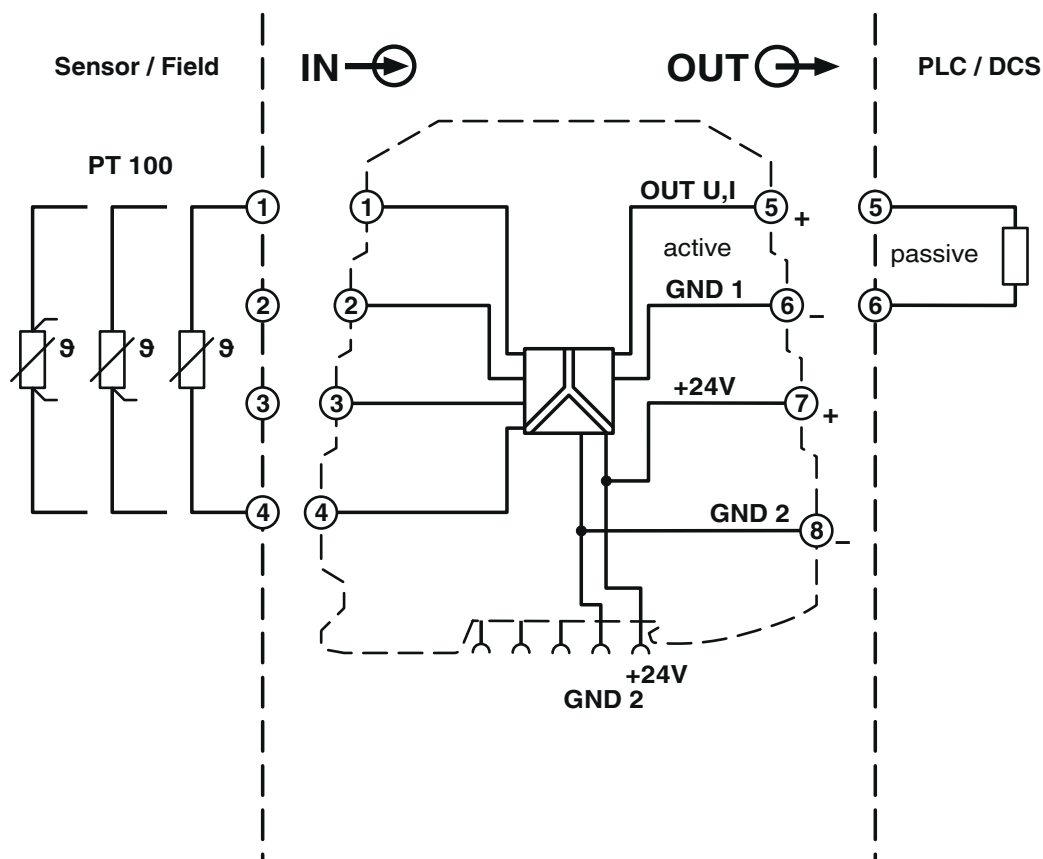 Sensor / Field
IN
OUT
PLC / DCS
PT 100
1
1
OUT U,I
5
+
5
active
passive
2
2
GND 1
6
–
6
ϑ
ϑ
ϑ
3
3
+24V
7
+
4
4
GND 2
8
–
+24V
GND 2